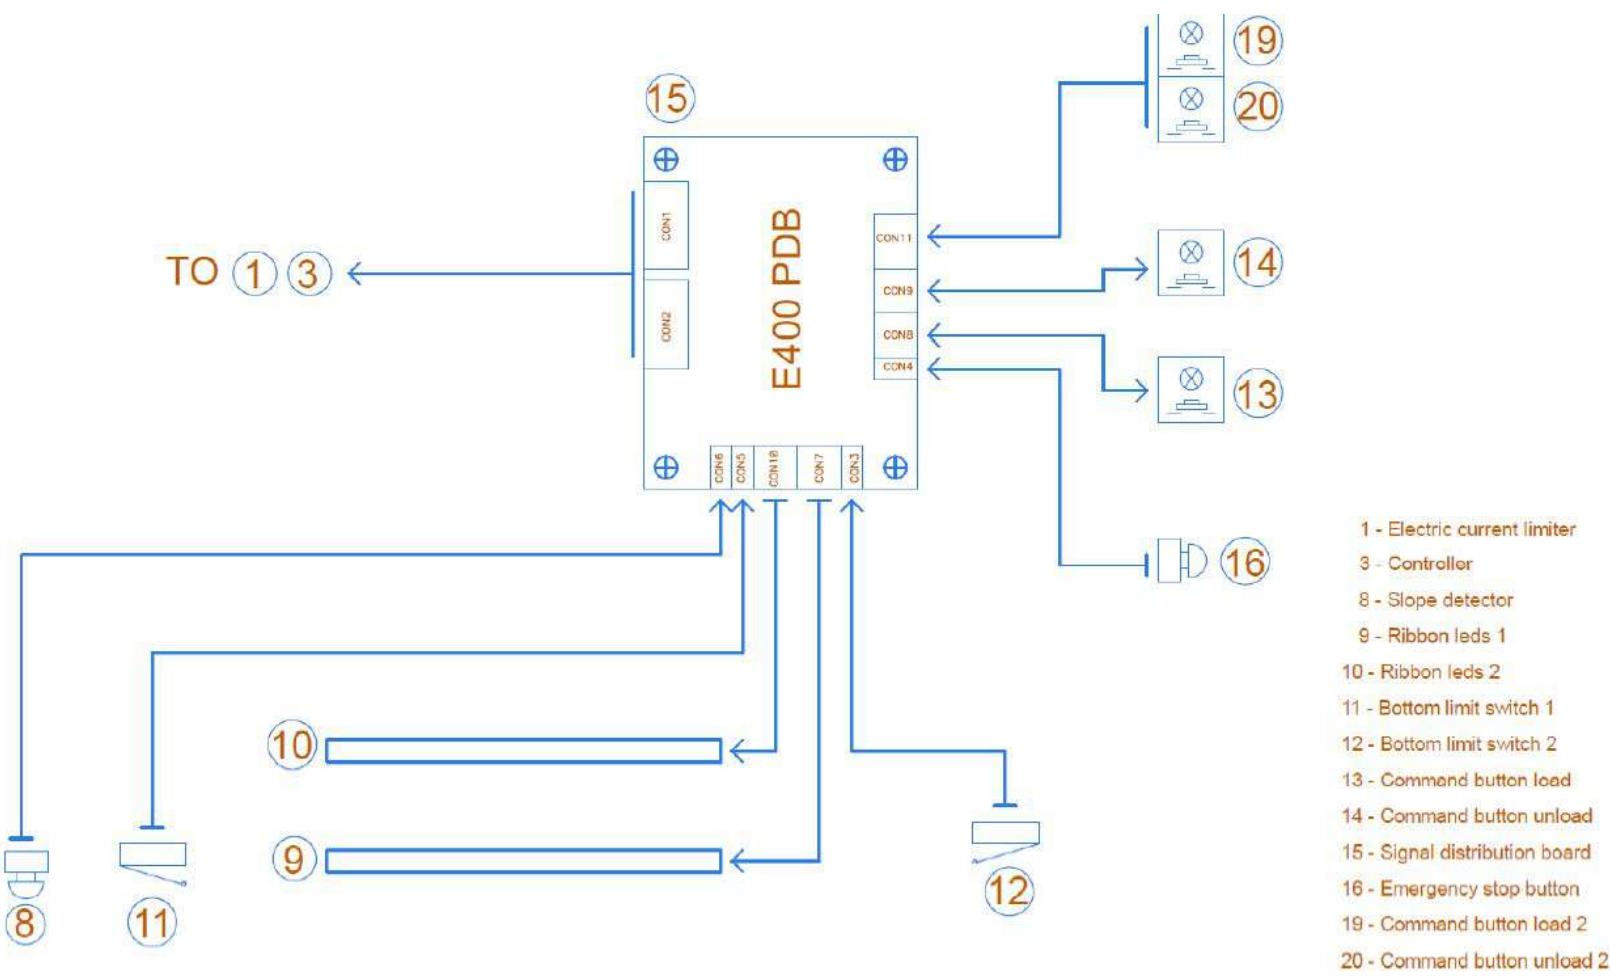 19
20
15
CON1
CON2
E400 PDB
CON11
CON9
CON8
CON4
TO 1 3
14
13
CON6
CON5
CON10
CON7
CON3
16
10
9
8
11
12
1 - Electric current limiter
3 - Controller
8 - Slope detector
9 - Ribbon leds 1
10 - Ribbon leds 2
11 - Bottom limit switch 1
12 - Bottom limit switch 2
13 - Command button load
14 - Command button unload
15 - Signal distribution board
16 - Emergency stop button
19 - Command button load 2
20 - Command button unload 2